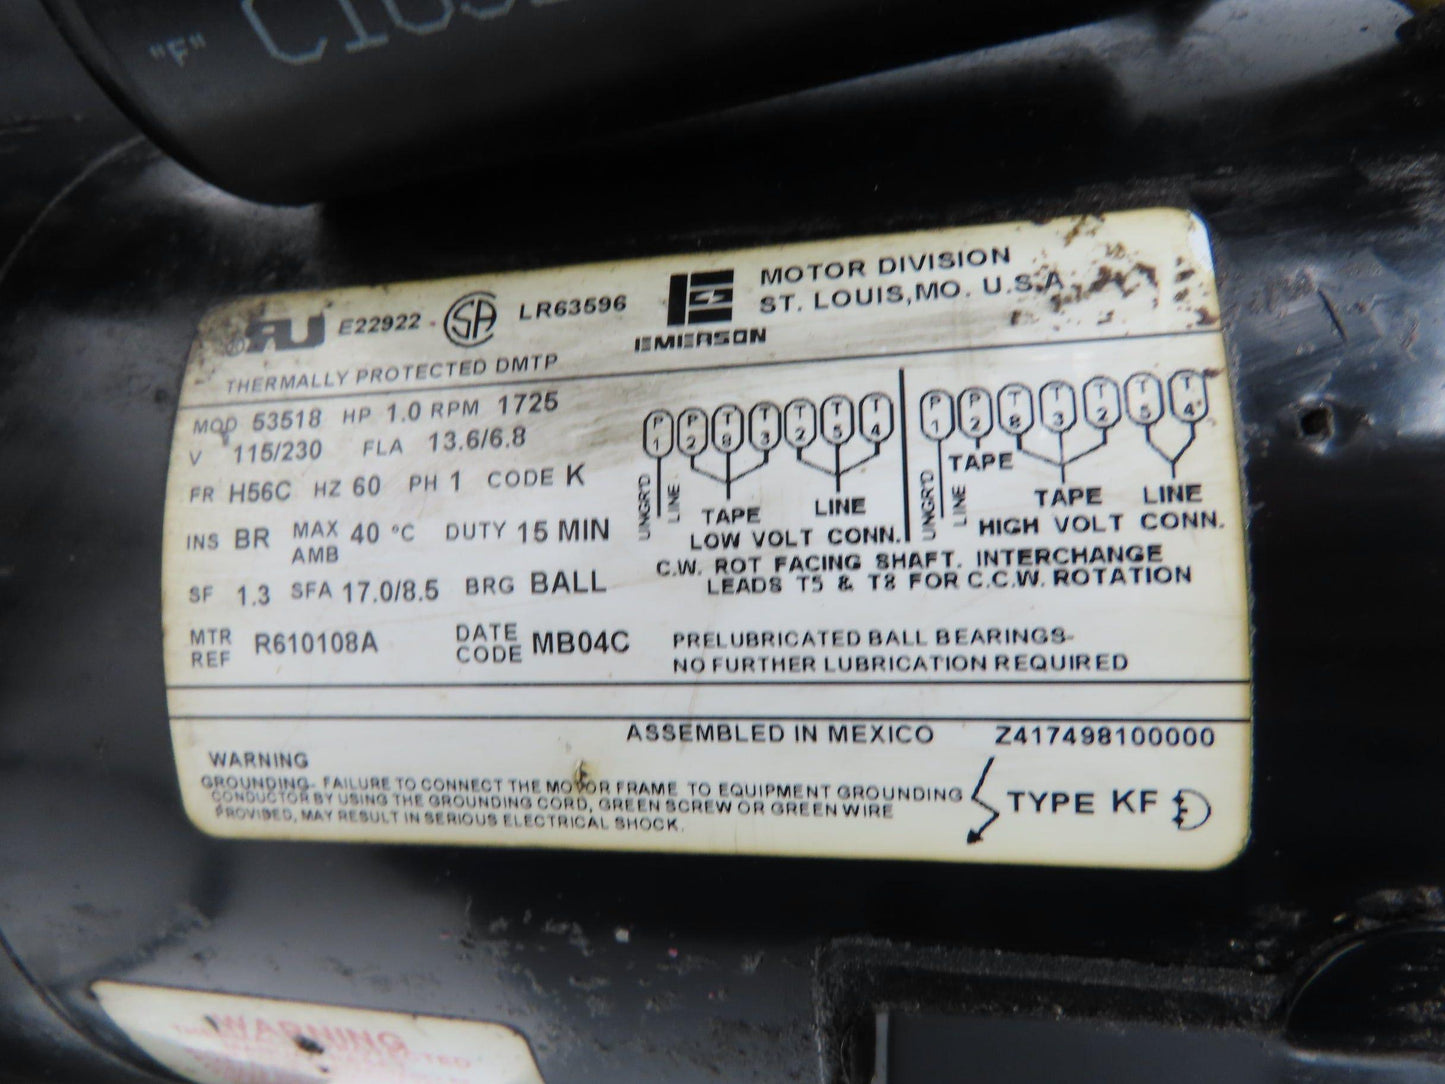 "F"
E22922 SA LR63596 EMERSON
MOTOR DIVISION
ST. LOUIS, MO. U.S.A
THERMALLY PROTECTED DMTP
MOD 53518 HP 1.0 RPM 1725
V 115/230 FLA 13.6/6.8
FR H56C HZ 60 PH 1 CODE K
INS BR MAX AMB 40 °C DUTY 15 MIN
SF 1.3 SFA 17.0/8.5 BRG BALL
MTR REF R610108A DATE CODE MB04C
P1 P2 T8 T3 T2 T5 T4
UNGR'D LINE TAPE LINE
LOW VOLT CONN.
P1 P2 T8 T3 T2 T5 T4
UNGR'D LINE TAPE TAPE LINE
HIGH VOLT CONN.
C.W. ROT FACING SHAFT. INTERCHANGE
LEADS T5 & T8 FOR C.C.W. ROTATION
PRELUBRICATED BALL BEARINGS-
NO FURTHER LUBRICATION REQUIRED
ASSEMBLED IN MEXICO Z417498100000
WARNING
GROUNDING- FAILURE TO CONNECT THE MOTOR FRAME TO EQUIPMENT GROUNDING
CONDUCTOR BY USING THE GROUNDING CORD, GREEN SCREW OR GREEN WIRE
PROVIDED, MAY RESULT IN SERIOUS ELECTRICAL SHOCK.
TYPE KF
WARNING